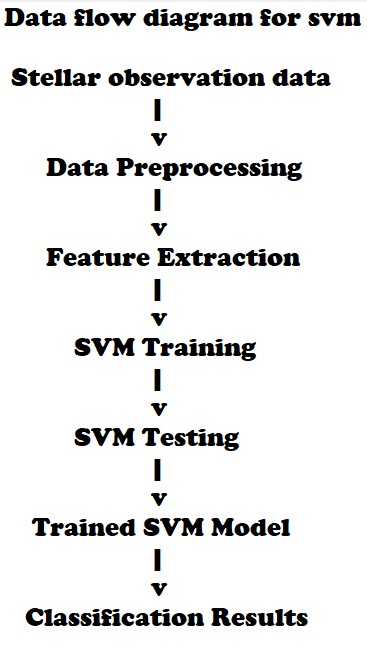 Data flow diagram for svm
Stellar observation data
|
v
Data Preprocessing
|
v
Feature Extraction
|
v
SVM Training
|
v
SVM Testing
|
v
Trained SVM Model
|
v
Classification Results